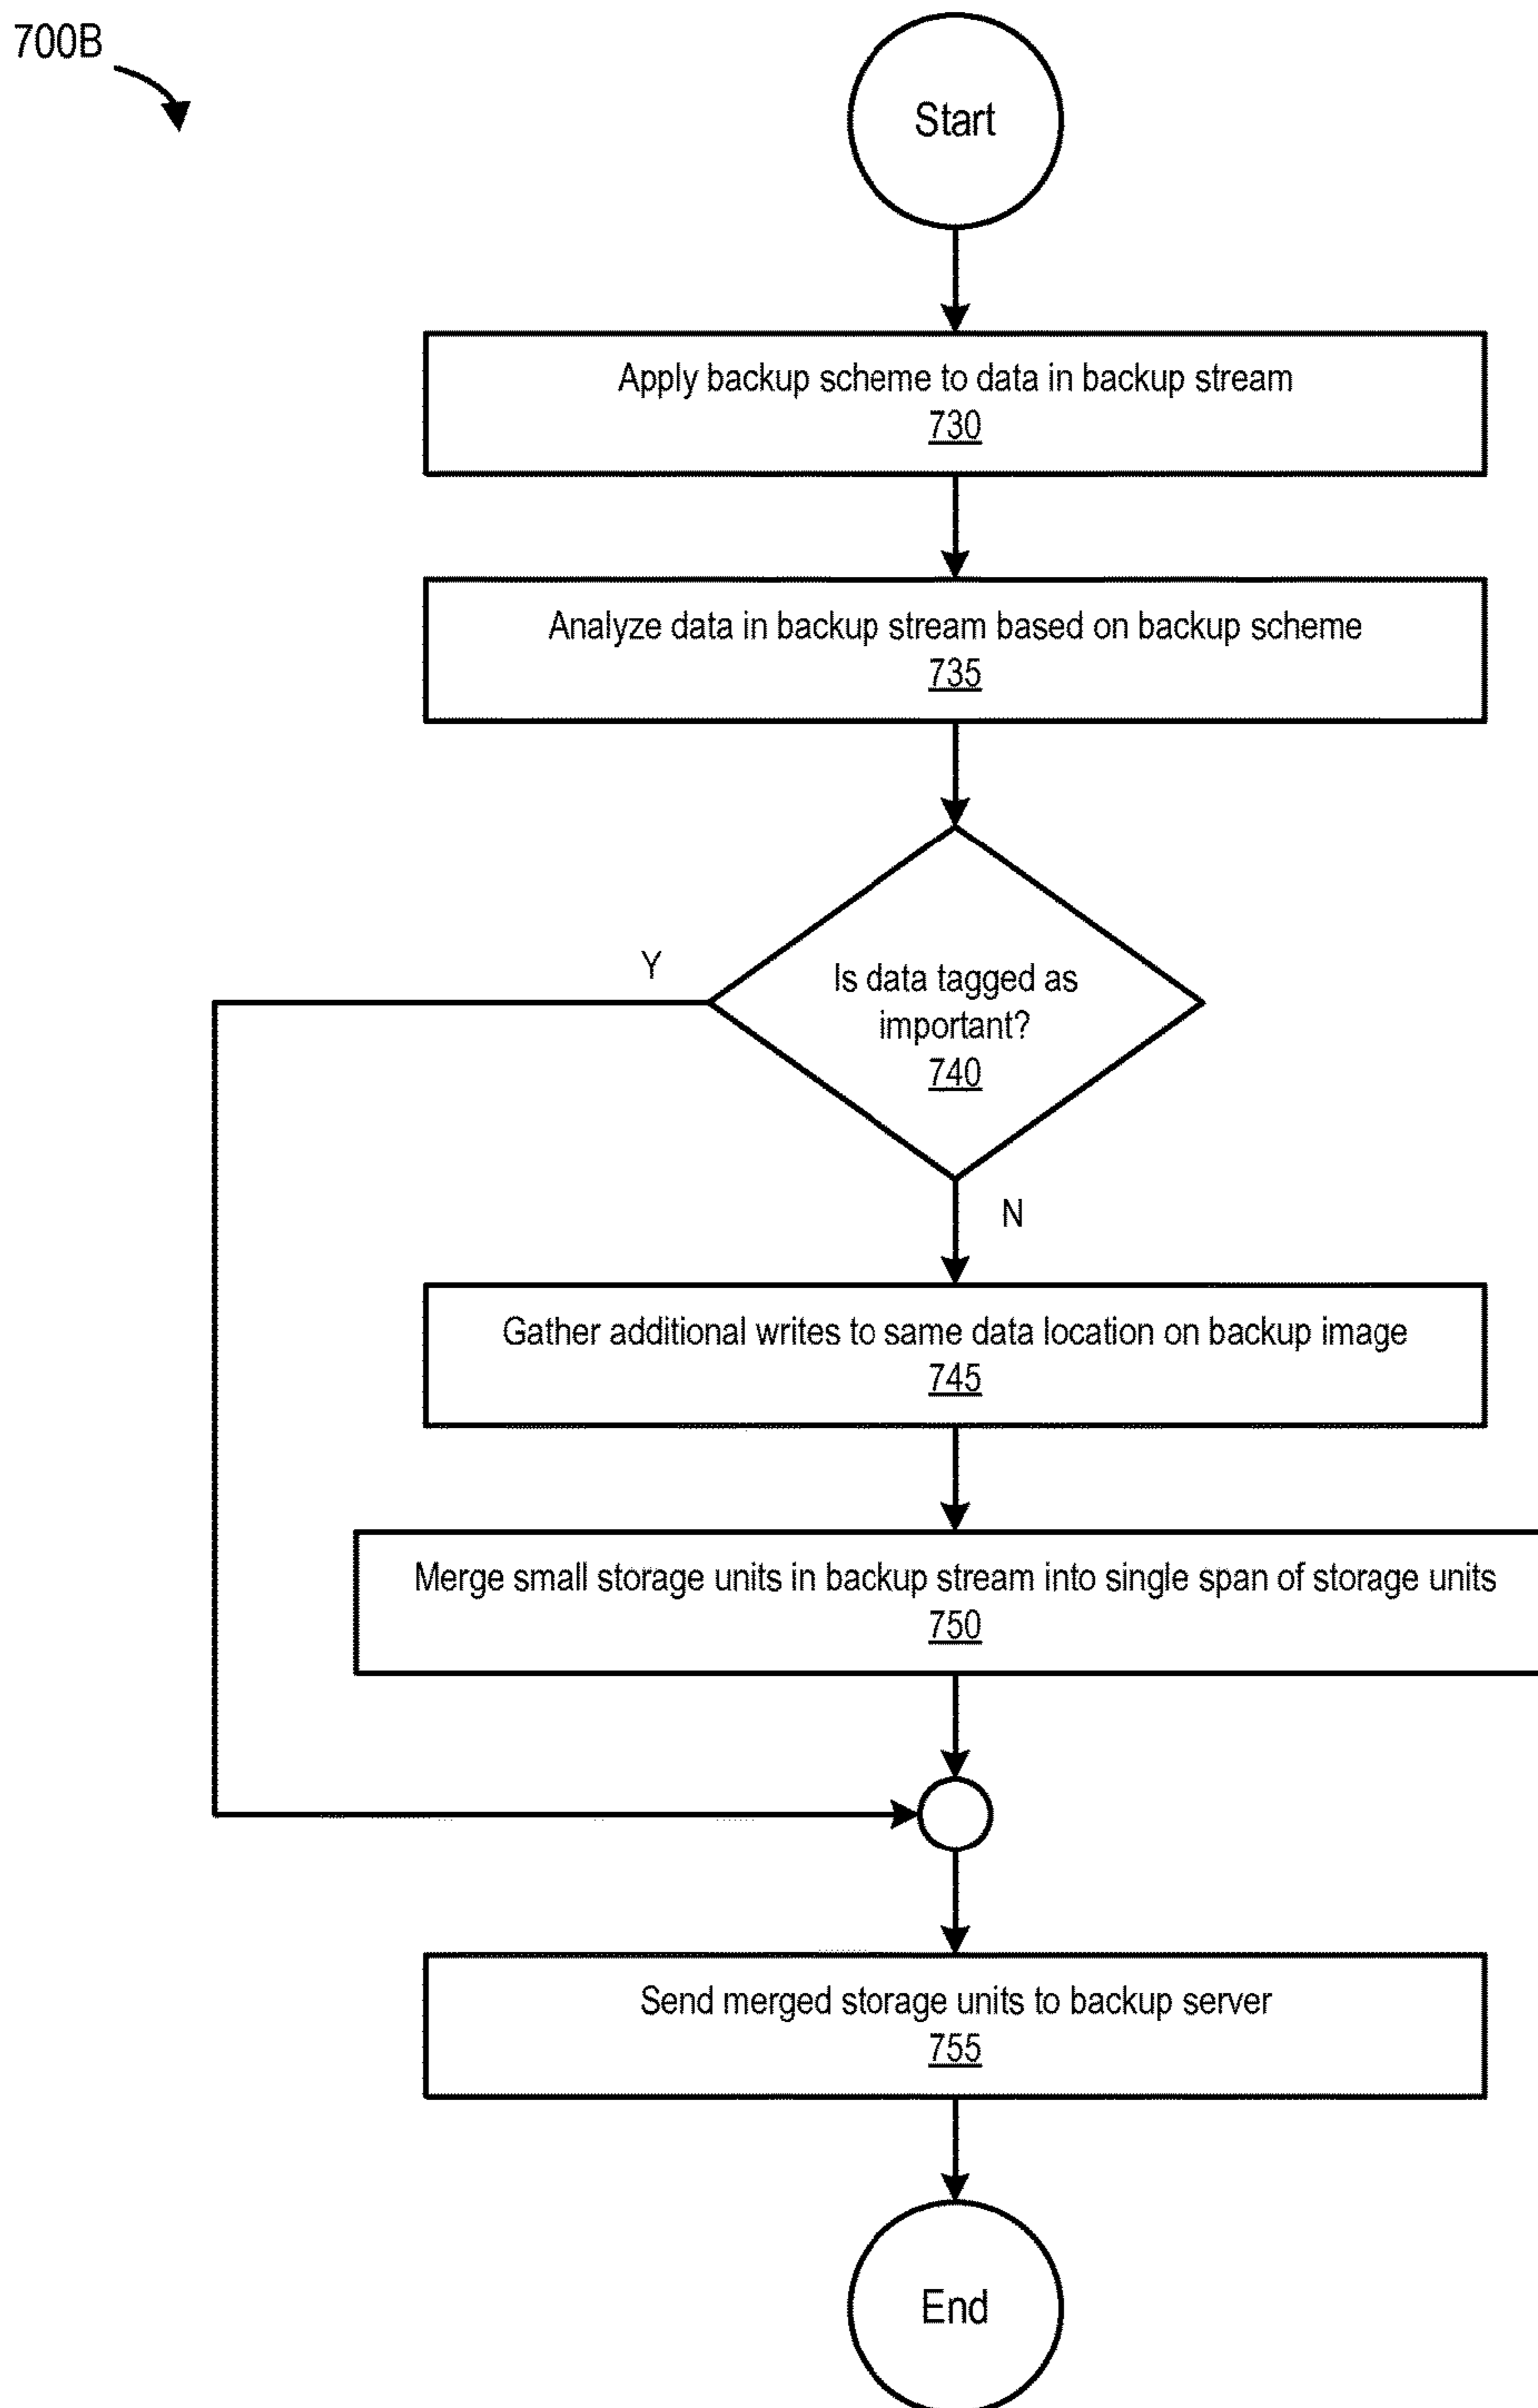 700B
Start
Apply backup scheme to data in backup stream
730
Analyze data in backup stream based on backup scheme
735
Y
Is data tagged as
important?
740
N
Gather additional writes to same data location on backup image
745
Merge small storage units in backup stream into single span of storage units
750
Send merged storage units to backup server
755
End